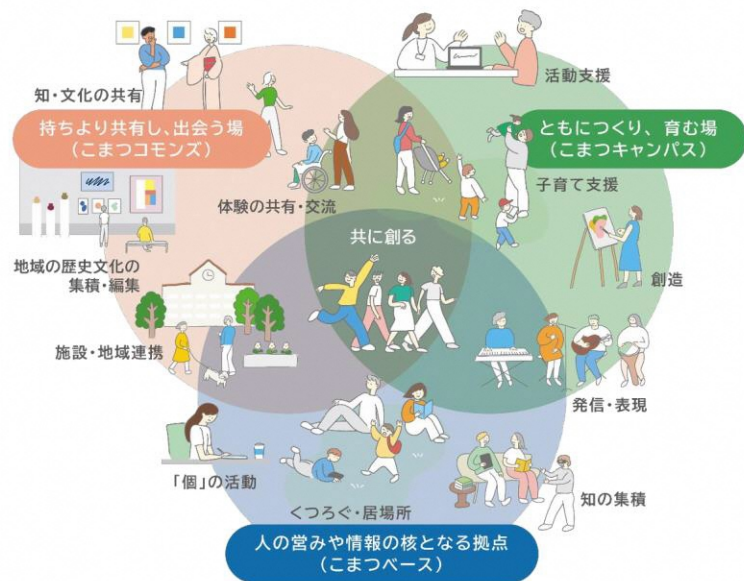 知・文化の共有
持ちより共有し、出会う場
（こまつコモンズ）
活動支援
ともにつくり、育む場
（こまつキャンパス）
子育て支援
体験の共有・交流
共に創る
地域の歴史文化の
集積・編集
創造
施設・地域連携
発信・表現
「個」の活動
くつろぐ・居場所
知の集積
人の営みや情報の核となる拠点
（こまつベース）